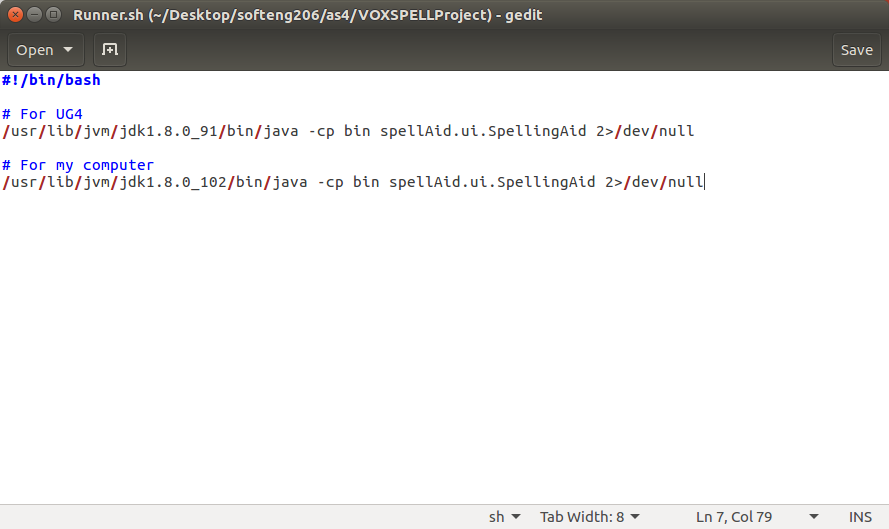 Runner.sh (~/Desktop/softeng206/as4/VOXSPELLProject) - gedit
Open Save
#!/bin/bash
# For UG4
/usr/lib/jvm/jdk1.8.0_91/bin/java -cp bin spellAid.ui.SpellingAid 2>/dev/null
# For my computer
/usr/lib/jvm/jdk1.8.0_102/bin/java -cp bin spellAid.ui.SpellingAid 2>/dev/null
sh Tab Width: 8 Ln 7, Col 79 INS